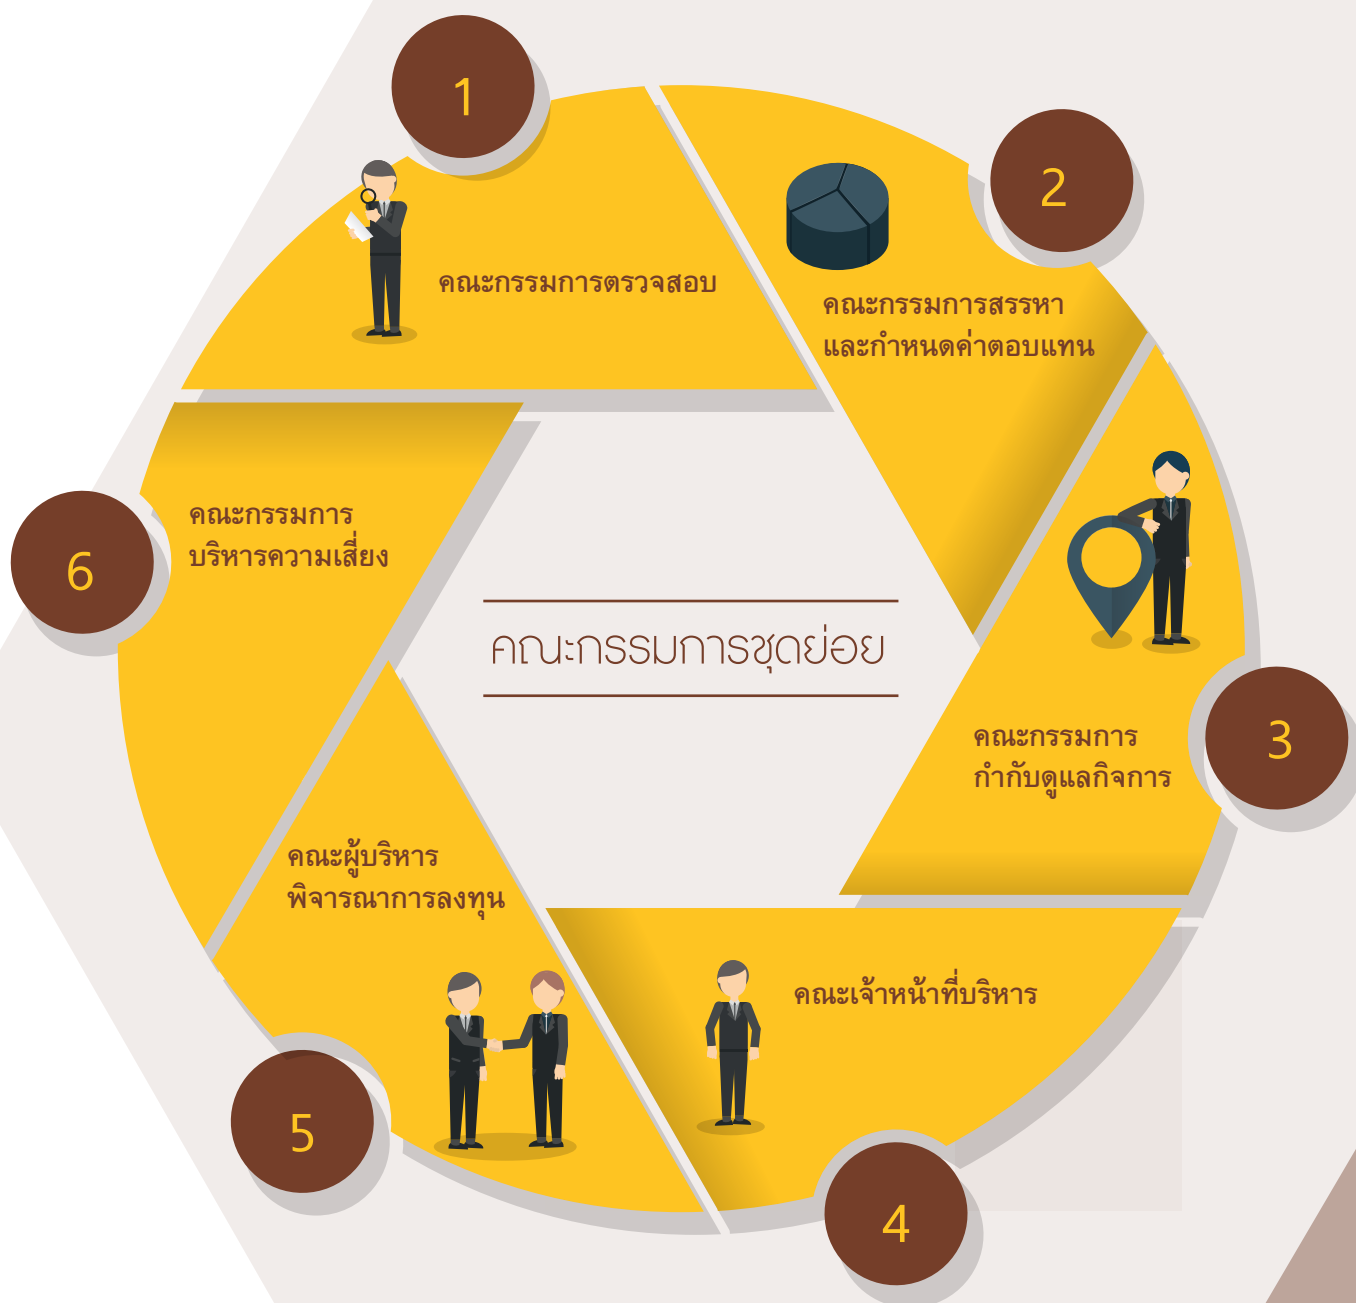 1
คณะกรรมการตรวจสอบ
2
คณะกรรมการสรรหา
และกำหนดค่าตอบแทน
3
คณะกรรมการ
กำกับดูแลกิจการ
4
คณะเจ้าหน้าที่บริหาร
5
คณะผู้บริหาร
พิจารณาการลงทุน
6
คณะกรรมการ
บริหารความเสี่ยง
คณะกรรมการชุดย่อย